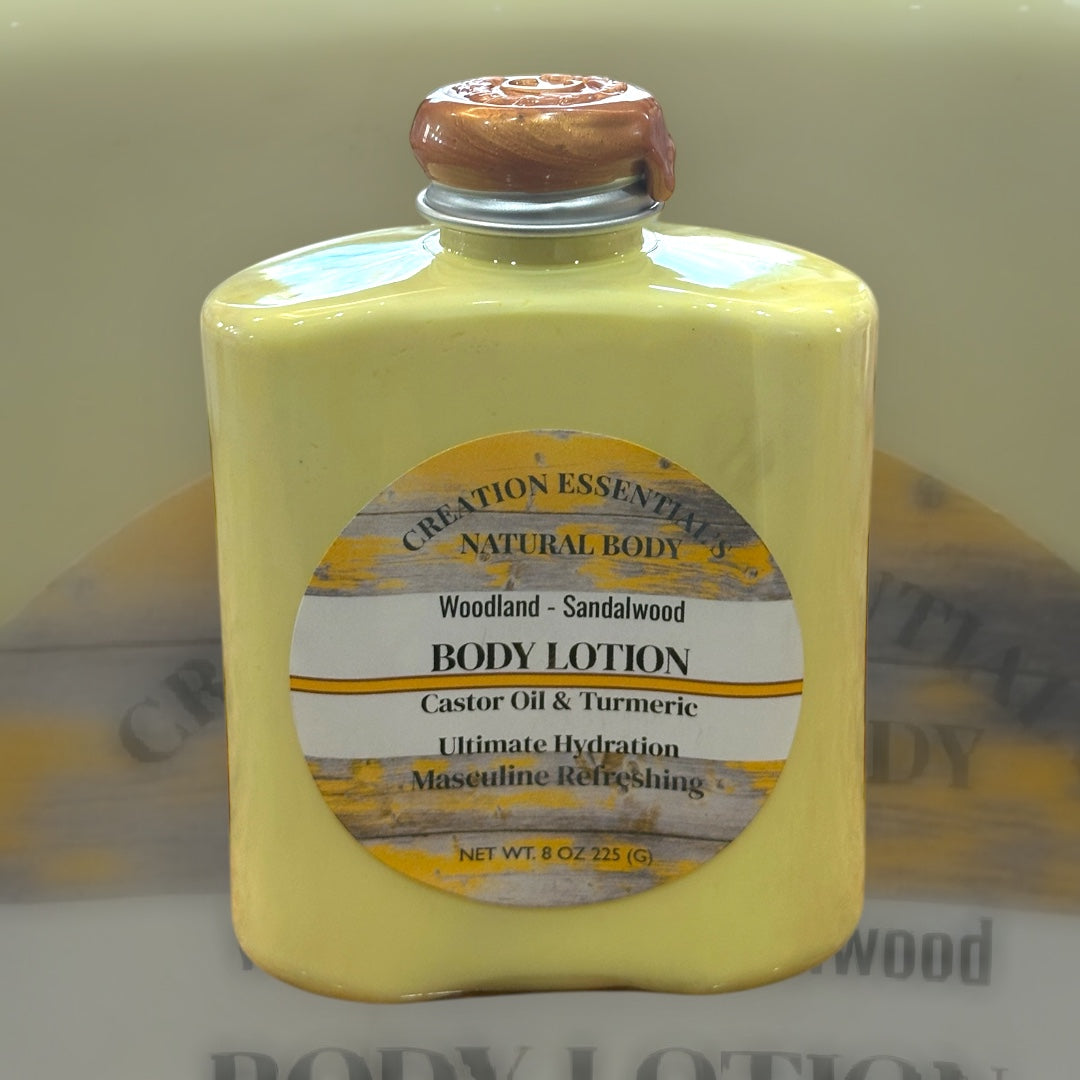 CREATION ESSENTIAL'S
NATURAL BODY
Woodland - Sandalwood
BODY LOTION
Castor Oil & Turmeric
Ultimate Hydration
Masculine Refreshing
NET WT. 8 OZ 225 (G)